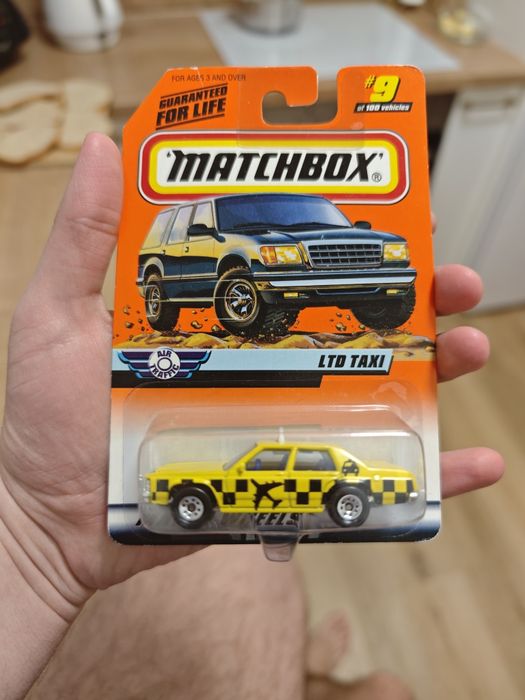 FOR AGES 3 AND OVER
GUARANTEED
FOR LIFE
#9
of 100 vehicles
'MATCHBOX'®
LTD TAXI
AIR
TRAFFIC